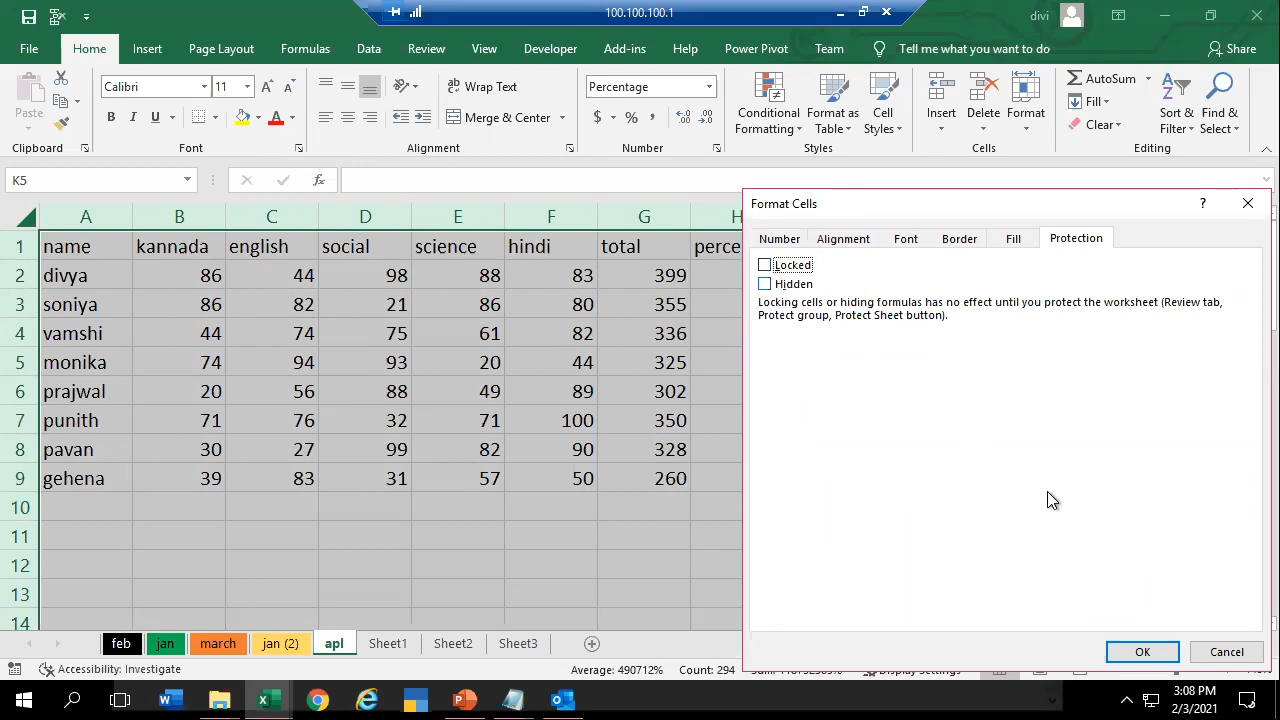 100.100.100.1
divi
File Home Insert Page Layout Formulas Data Review View Developer Add-ins Help Power Pivot Team Tell me what you want to do Share
Paste
Calibri 11
B I U
Wrap Text
Merge & Center
Percentage
$ % ,
Conditional Formatting
Format as Table
Cell Styles
Insert Delete Format
AutoSum
Fill
Clear
Sort & Filter
Find & Select
Clipboard Font Alignment Number Styles Cells Editing
K5 fx
A B C D E F G H
1 name kannada english social science hindi total
2 divya 86 44 98 88 83 399
3 soniya 86 82 21 86 80 355
4 vamshi 44 74 75 61 82 336
5 monika 74 94 93 20 44 325
6 prajwal 20 56 88 49 89 302
7 punith 71 76 32 71 100 350
8 pavan 30 27 99 82 90 328
9 gehena 39 83 31 57 50 260
10
11
12
13
14
Format Cells ?
Number Alignment Font Border Fill Protection
Locked
Hidden
Locking cells or hiding formulas has no effect until you protect the worksheet (Review tab,
Protect group, Protect Sheet button).
OK Cancel
feb jan march jan (2) apl Sheet1 Sheet2 Sheet3
Accessibility: Investigate Average: 490712% Count: 294
3:08 PM
2/3/2021